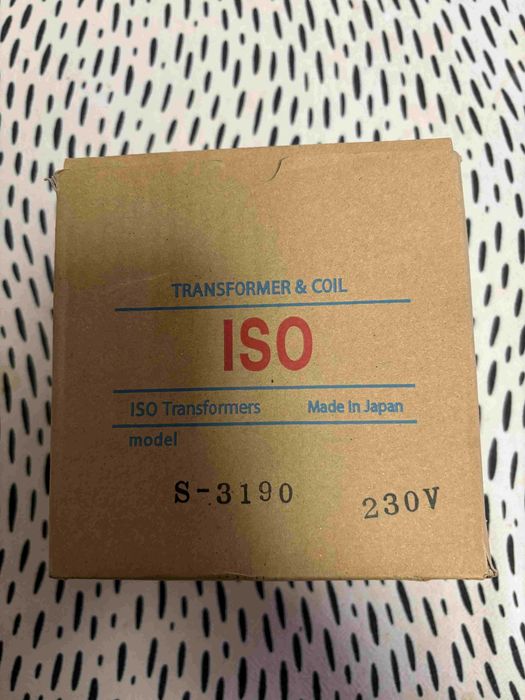 TRANSFORMER & COIL
ISO
ISO Transformers Made In Japan
model
S-3190 230V